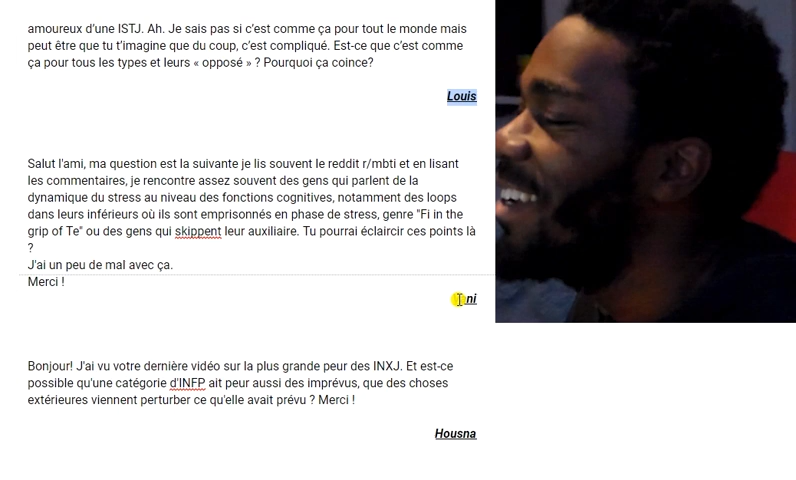 amoureux d’une ISTJ. Ah. Je sais pas si c’est comme ça pour tout le monde mais
peut être que tu t’imagine que du coup, c’est compliqué. Est-ce que c’est comme
ça pour tous les types et leurs « opposé » ? Pourquoi ça coince?
Louis
Salut l'ami, ma question est la suivante je lis souvent le reddit r/mbti et en lisant
les commentaires, je rencontre assez souvent des gens qui parlent de la
dynamique du stress au niveau des fonctions cognitives, notamment des loops
dans leurs inférieurs où ils sont emprisonnés en phase de stress, genre "Fi in the
grip of Te" ou des gens qui skippent leur auxiliaire. Tu pourrai éclaircir ces points là
?
J'ai un peu de mal avec ça.
Merci !
Bonjour! J'ai vu votre dernière vidéo sur la plus grande peur des INXJ. Et est-ce
possible qu'une catégorie d'INFP ait peur aussi des imprévus, que des choses
extérieures viennent perturber ce qu'elle avait prévu ? Merci !
Housna